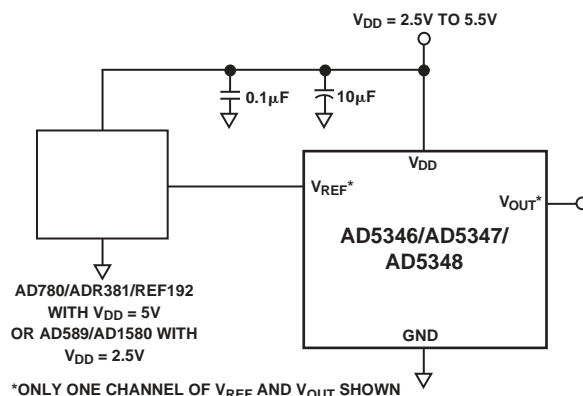 V_DD = 2.5V TO 5.5V
0.1µF
10µF
V_DD
V_REF*
V_OUT*
AD5346/AD5347/
AD5348
GND
AD780/ADR381/REF192
WITH V_DD = 5V
OR AD589/AD1580 WITH
V_DD = 2.5V
*ONLY ONE CHANNEL OF V_REF AND V_OUT SHOWN